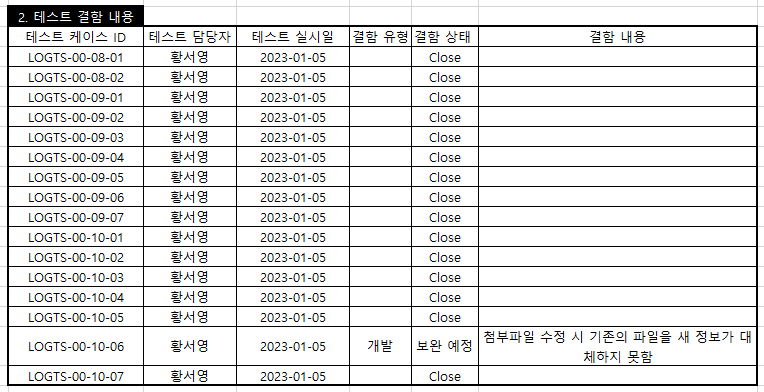 2. 테스트 결함 내용
테스트 케이스 ID 테스트 담당자 테스트 실시일 결함 유형 결함 상태 결함 내용
LOGTS-00-08-01 황서영 2023-01-05 Close
LOGTS-00-08-02 황서영 2023-01-05 Close
LOGTS-00-09-01 황서영 2023-01-05 Close
LOGTS-00-09-02 황서영 2023-01-05 Close
LOGTS-00-09-03 황서영 2023-01-05 Close
LOGTS-00-09-04 황서영 2023-01-05 Close
LOGTS-00-09-05 황서영 2023-01-05 Close
LOGTS-00-09-06 황서영 2023-01-05 Close
LOGTS-00-09-07 황서영 2023-01-05 Close
LOGTS-00-10-01 황서영 2023-01-05 Close
LOGTS-00-10-02 황서영 2023-01-05 Close
LOGTS-00-10-03 황서영 2023-01-05 Close
LOGTS-00-10-04 황서영 2023-01-05 Close
LOGTS-00-10-05 황서영 2023-01-05 Close
LOGTS-00-10-06 황서영 2023-01-05 개발 보완 예정 첨부파일 수정 시 기존의 파일을 새 정보가 대
체하지 못함
LOGTS-00-10-07 황서영 2023-01-05 Close